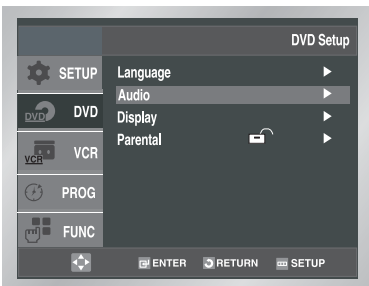 DVD Setup
SETUP
Language ►
Audio ►
DVD
DVD
Display ►
Parental ►
VCR
VCR
PROG
FUNC
ENTER RETURN SETUP